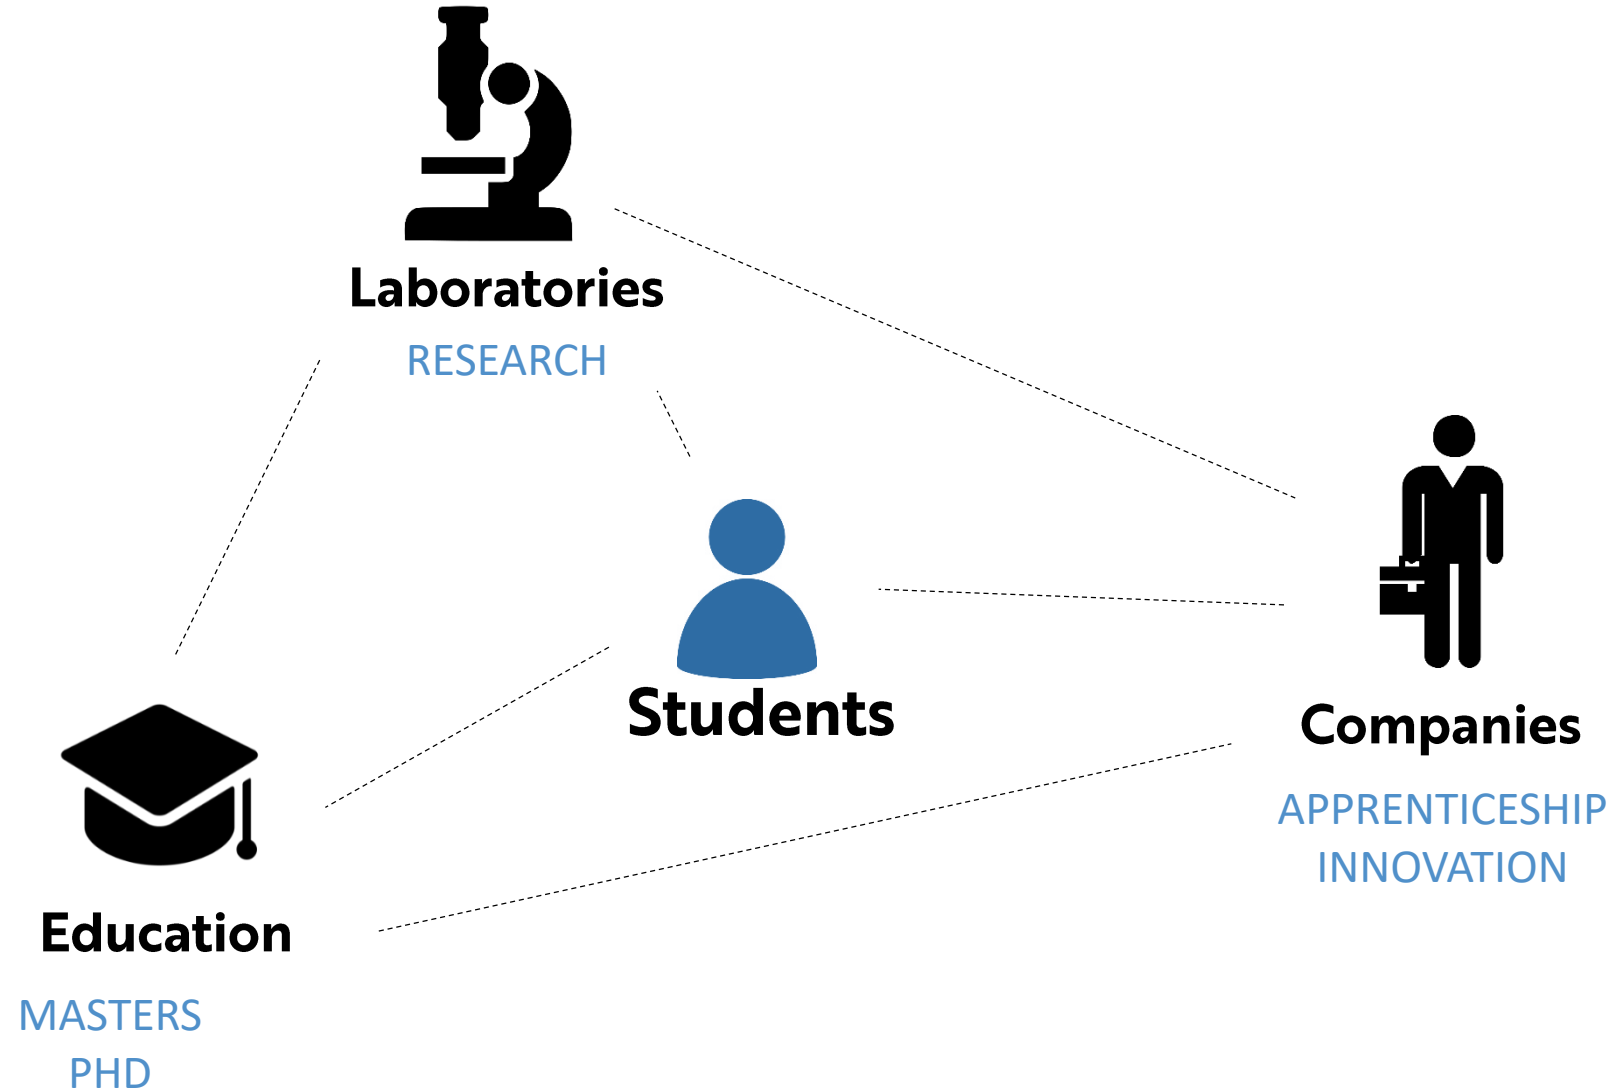 Laboratories
RESEARCH
Students
Companies
APPRENTICESHIP
INNOVATION
Education
MASTERS
PHD